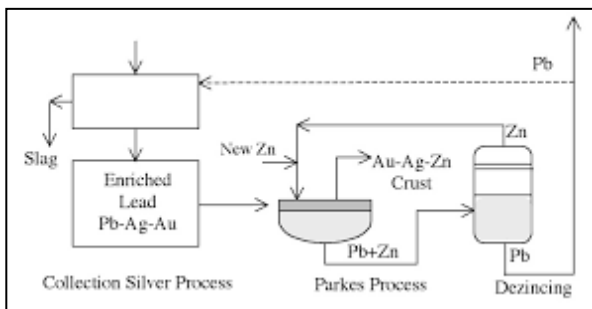 Pb
Slag
Enriched
Lead
Pb-Ag-Au
New Zn
Au-Ag-Zn
Crust
Zn
Pb+Zn
Pb
Collection Silver Process
Parkes Process
Dezincing